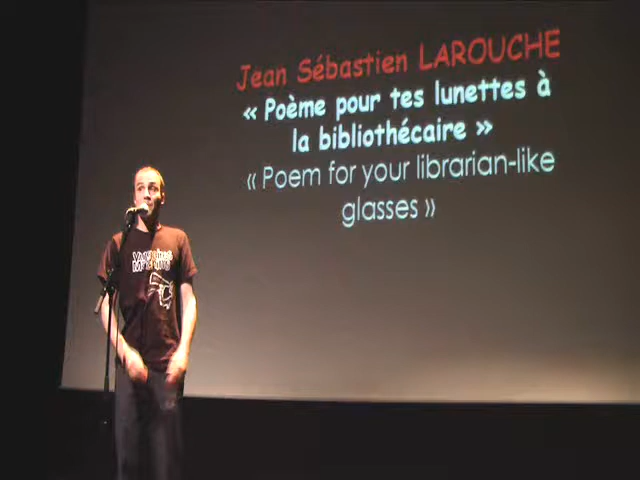 Jean Sébastien LAROUCHE
« Poème pour tes lunettes à
la bibliothécaire »
« Poem for your librarian-like
glasses »